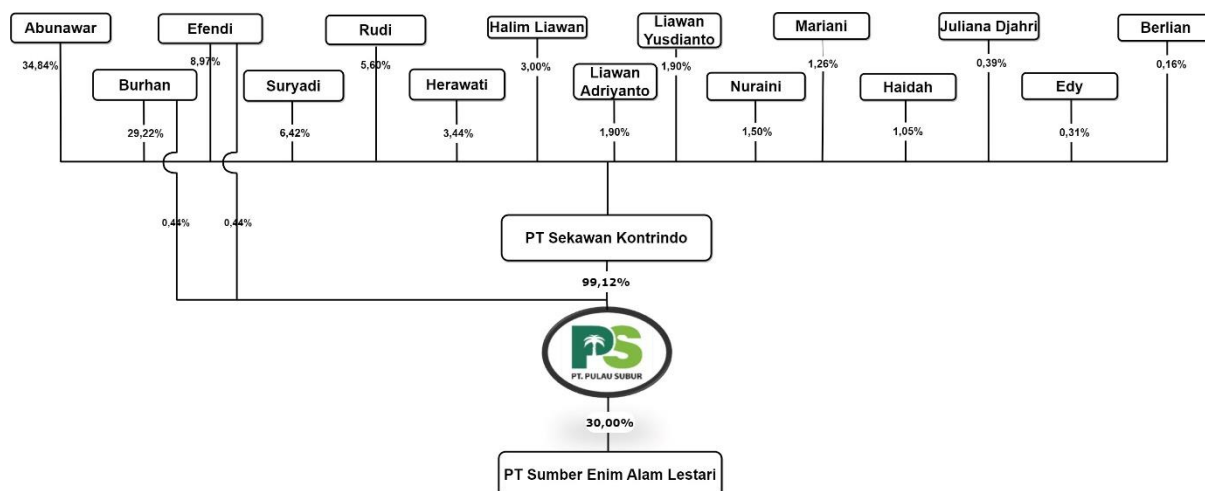 Abunawar
Efendi
Rudi
Halim Liawan
Liawan
Yusdianto
Mariani
Juliana Djahri
Berlian
34,84%
8,97%
5,60%
3,00%
1,90%
1,26%
0,39%
0,16%
Burhan
Suryadi
Herawati
Liawan
Adriyanto
Nuraini
Haidah
Edy
29,22%
6,42%
3,44%
1,90%
1,50%
1,05%
0,31%
0,44%
0,44%
PT Sekawan Kontrindo
99,12%
PS
PT. PULAU SUBUR
30,00%
PT Sumber Enim Alam Lestari